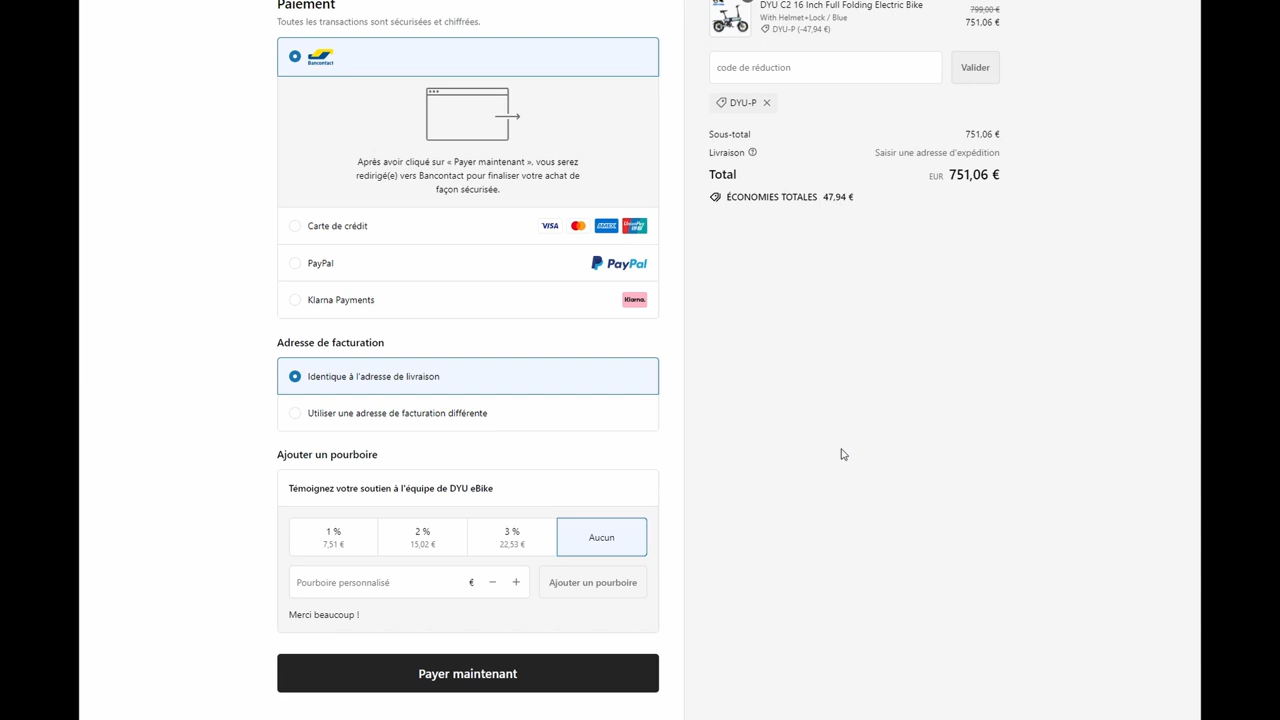 Paiement
Toutes les transactions sont sécurisées et chiffrées.
Bancontact
Après avoir cliqué sur « Payer maintenant », vous serez
redirigé(e) vers Bancontact pour finaliser votre achat de
façon sécurisée.
Carte de crédit
VISA
AMEX
UnionPay
PayPal
PayPal
Klarna Payments
Klarna.
Adresse de facturation
Identique à l'adresse de livraison
Utiliser une adresse de facturation différente
Ajouter un pourboire
Témoignez votre soutien à l'équipe de DYU eBike
1 %
7,51 €
2 %
15,02 €
3 %
22,53 €
Aucun
Pourboire personnalisé € − +
Ajouter un pourboire
Merci beaucoup !
Payer maintenant
DYU C2 16 Inch Full Folding Electric Bike
With Helmet+Lock / Blue
DYU-P (-47,94 €)
799,00 €
751,06 €
code de réduction
Valider
DYU-P
Sous-total 751,06 €
Livraison Saisir une adresse d'expédition
Total EUR 751,06 €
ÉCONOMIES TOTALES 47,94 €